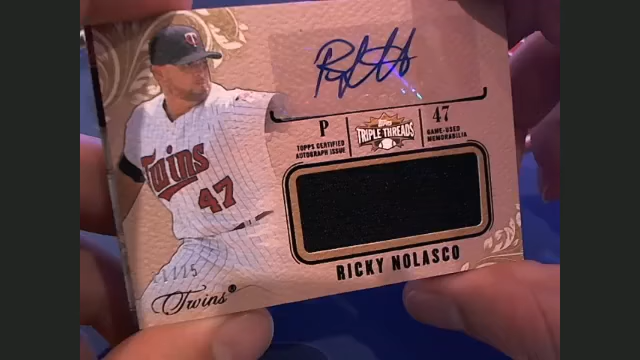 P
47
TOPPS CERTIFIED
AUTOGRAPH ISSUE
Topps
TRIPLE THREADS
GAME-USED
MEMORABILIA
T
Twins
47
RICKY NOLASCO
Twins